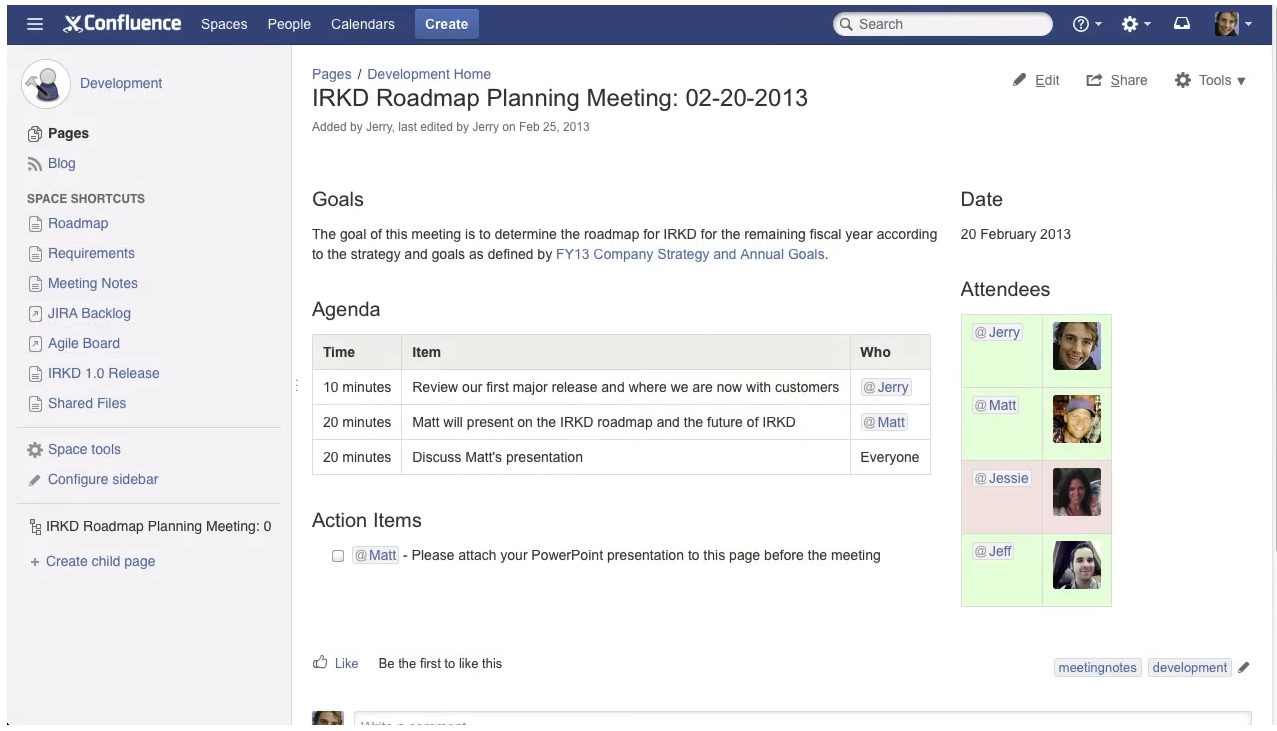 Confluence Spaces People Calendars Create Search
Development
Pages
Blog
SPACE SHORTCUTS
Roadmap
Requirements
Meeting Notes
JIRA Backlog
Agile Board
IRKD 1.0 Release
Shared Files
Space tools
Configure sidebar
IRKD Roadmap Planning Meeting: 0
+ Create child page
Pages / Development Home
Edit Share Tools
IRKD Roadmap Planning Meeting: 02-20-2013
Added by Jerry, last edited by Jerry on Feb 25, 2013
Goals
The goal of this meeting is to determine the roadmap for IRKD for the remaining fiscal year according
to the strategy and goals as defined by FY13 Company Strategy and Annual Goals.
Agenda
Time Item Who
10 minutes Review our first major release and where we are now with customers @Jerry
20 minutes Matt will present on the IRKD roadmap and the future of IRKD @Matt
20 minutes Discuss Matt's presentation Everyone
Action Items
@Matt - Please attach your PowerPoint presentation to this page before the meeting
Date
20 February 2013
Attendees
@Jerry
@Matt
@Jessie
@Jeff
Like Be the first to like this
meetingnotes development
Write a comment